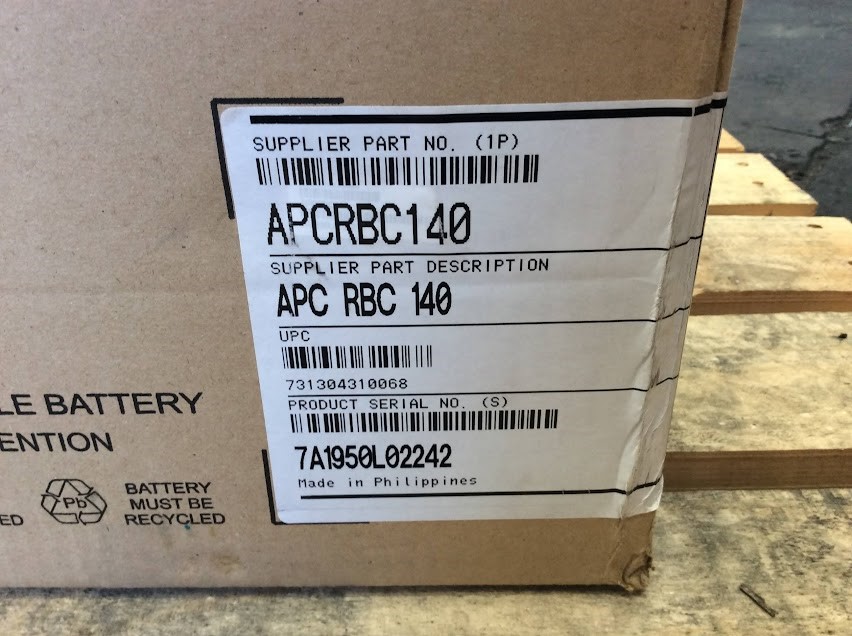 SUPPLIER PART NO. (1P)
APCRBC140
SUPPLIER PART DESCRIPTION
APC RBC 140
UPC
731304310068
PRODUCT SERIAL NO. (S)
7A1950L02242
Made in Philippines
LE BATTERY
ENTION
ED
Pb
BATTERY
MUST BE
RECYCLED